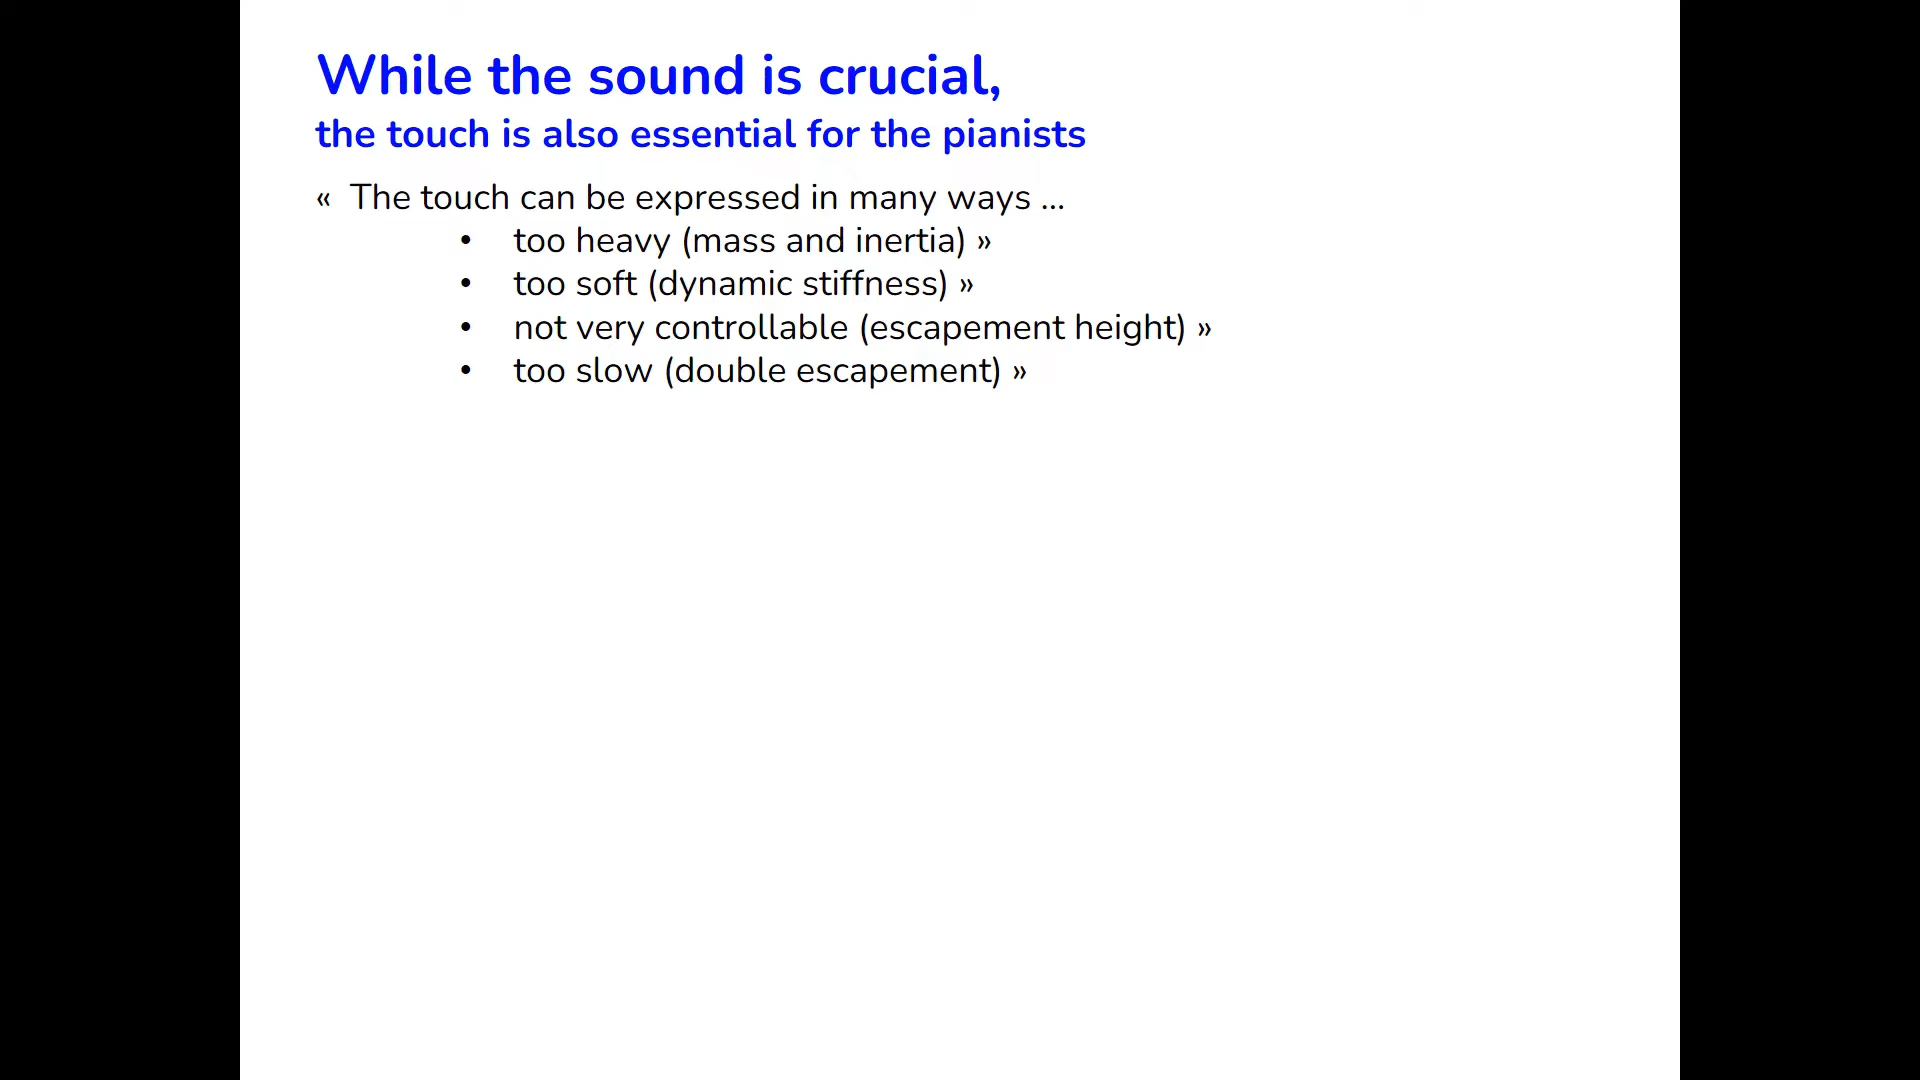 While the sound is crucial,
the touch is also essential for the pianists
« The touch can be expressed in many ways ...
• too heavy (mass and inertia) »
• too soft (dynamic stiffness) »
• not very controllable (escapement height) »
• too slow (double escapement) »